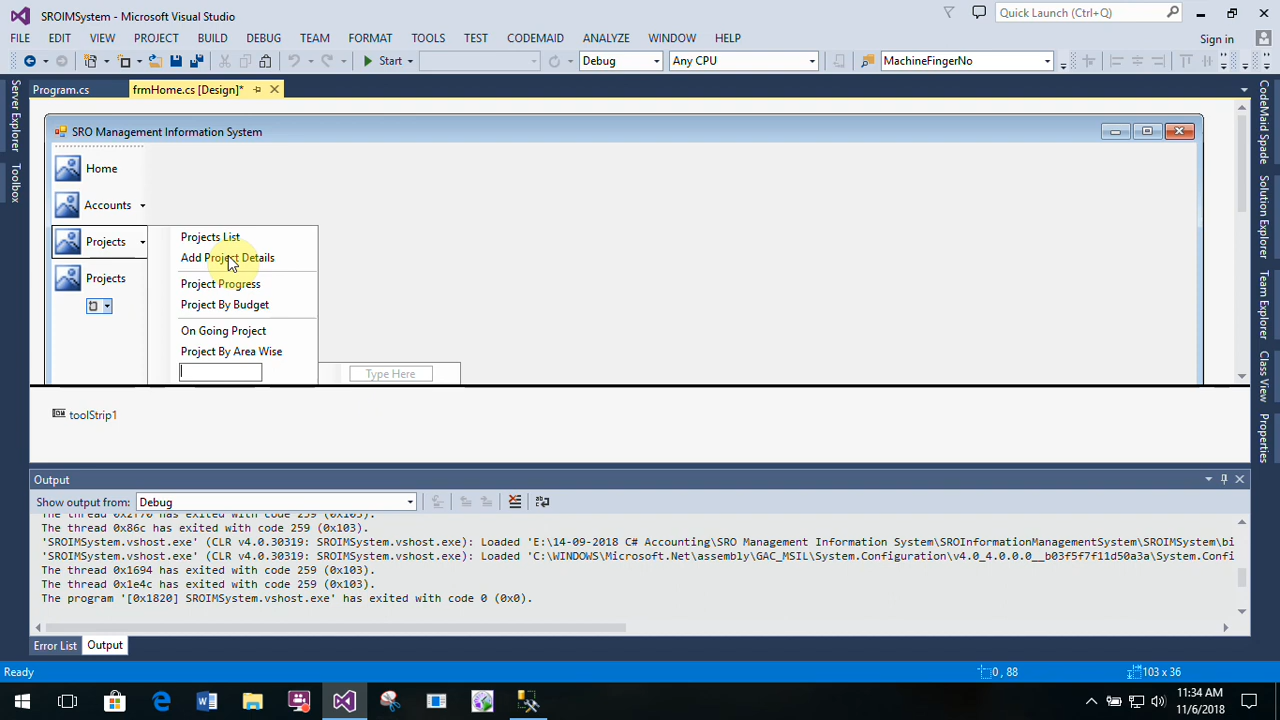 SROIMSystem - Microsoft Visual Studio
Quick Launch (Ctrl+Q)
FILE EDIT VIEW PROJECT BUILD DEBUG TEAM FORMAT TOOLS TEST CODEMAID ANALYZE WINDOW HELP
Sign in
Start
Debug
Any CPU
MachineFingerNo
Program.cs
frmHome.cs [Design]*
Server Explorer
Toolbox
CodeMaid Spade
Solution Explorer
Team Explorer
Class View
Properties
SRO Management Information System
Home
Accounts
Projects
Projects
Projects List
Add Project Details
Project Progress
Project By Budget
On Going Project
Project By Area Wise
Type Here
toolStrip1
Output
Show output from: Debug
The thread 0x2f70 has exited with code 259 (0x103).
The thread 0x86c has exited with code 259 (0x103).
'SROIMSystem.vshost.exe' (CLR v4.0.30319: SROIMSystem.vshost.exe): Loaded 'E:\14-09-2018 C# Accounting\SRO Management Information System\SROInformationManagementSystem\SROIMSystem\bi
'SROIMSystem.vshost.exe' (CLR v4.0.30319: SROIMSystem.vshost.exe): Loaded 'C:\WINDOWS\Microsoft.Net\assembly\GAC_MSIL\System.Configuration\v4.0_4.0.0.0__b03f5f7f11d50a3a\System.Confi
The thread 0x1694 has exited with code 259 (0x103).
The thread 0x1e4c has exited with code 259 (0x103).
The program '[0x1820] SROIMSystem.vshost.exe' has exited with code 0 (0x0).
Error List
Output
Ready
0 , 88
103 x 36
11:34 AM
11/6/2018